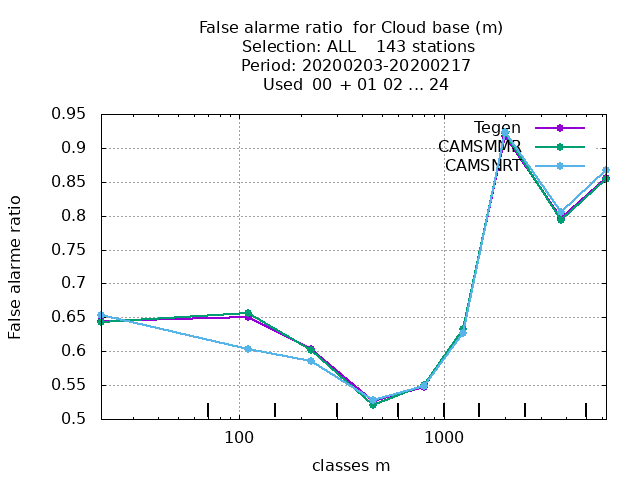 False alarme ratio for Cloud base (m)
Selection: ALL 143 stations
Period: 20200203-20200217
Used 00 + 01 02 ... 24
0.95
0.9
0.85
0.8
0.75
0.7
0.65
0.6
0.55
0.5
False alarme ratio
Tegen
CAMSMMR
CAMSNRT
100
1000
classes m